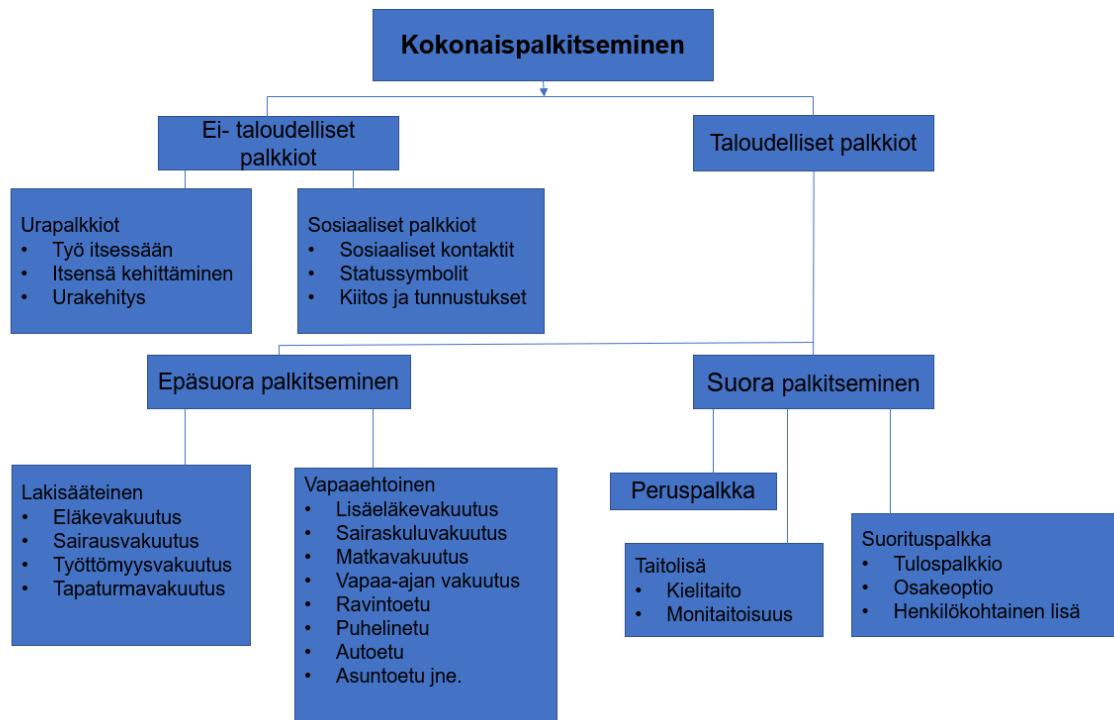 Kokonaispalkitseminen
Ei- taloudelliset
palkkiot
Taloudelliset palkkiot
Urapalkkiot
• Työ itsessään
• Itsensä kehittäminen
• Urakehitys
Sosiaaliset palkkiot
• Sosiaaliset kontaktit
• Statussymbolit
• Kiitos ja tunnustukset
Epäsuora palkitseminen
Suora palkitseminen
Lakisääteinen
• Eläkevakuutus
• Sairausvakuutus
• Työttömyysvakuutus
• Tapaturmavakuutus
Vapaaehtoinen
• Lisäeläkevakuutus
• Sairaskuluvakuutus
• Matkavakuutus
• Vapaa-ajan vakuutus
• Ravintoetu
• Puhelinetu
• Autoetu
• Asuntoetu jne.
Peruspalkka
Taitolisä
• Kielitaito
• Monitaitoisuus
Suorituspalkka
• Tulospalkkio
• Osakeoptio
• Henkilökohtainen lisä